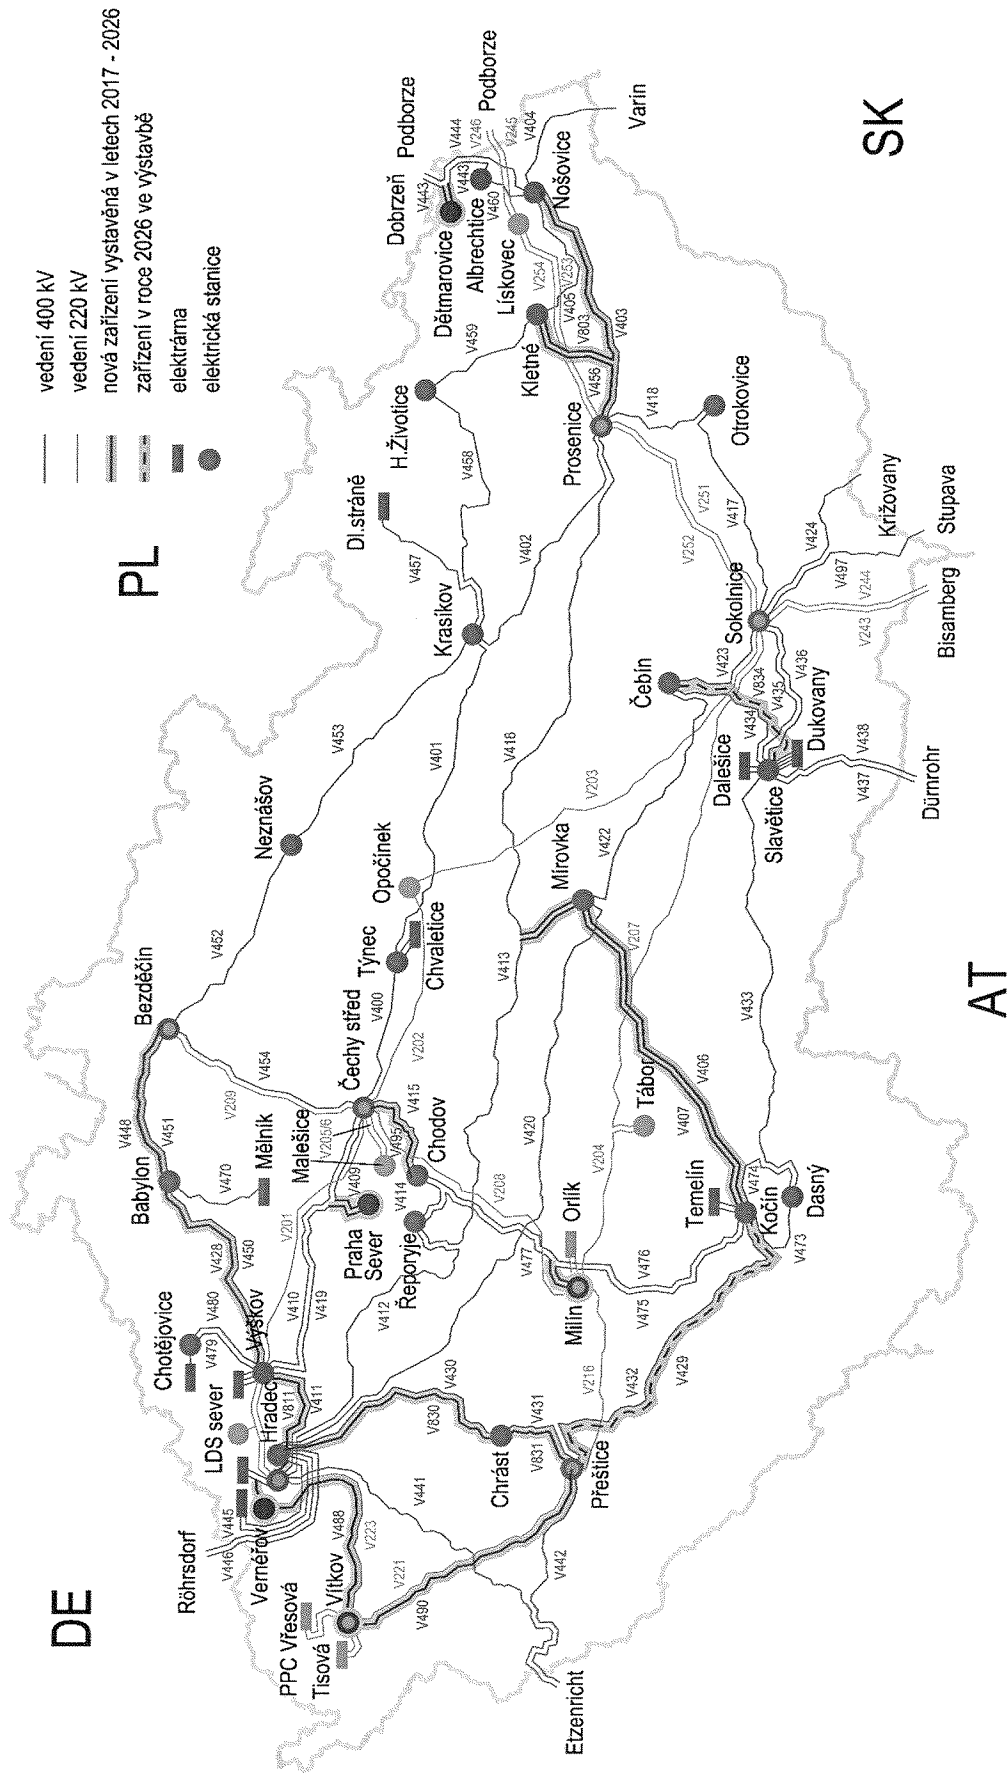 vedení 400 kV
vedení 220 kV
nová zařízení vystavěná v letech 2017 - 2026
zařízení v roce 2026 ve výstavbě
elektrárna
elektrická stanice
DE
PL
SK
AT
Röhrsdorf
V446
V445
Vernéřov
LDS sever
Hradec
V811
V411
Chotějovice
V479
V480
Výškov
V428
V450
Babylon
V448
V451
V470
Mělník
Bezděčín
V452
V209
V454
Neznášov
V453
V410
V419
V201
Praha
Sever
V409
Malešice
V205/6
V495
Čechy střed
V415
Chodov
V414
Řeporyje
V412
V400
V202
Týnec
Chvaletice
Opočínek
V401
Krasíkov
V457
Dl.stráně
V458
H.Životice
V459
V402
PPC Vřesová
Tisová
Vítkov
V488
V223
V221
V490
V441
V442
Etzenricht
V430
V830
Chrást
V431
V831
Přeštice
V216
V432
V429
V477
V208
Milín
Orlík
V475
V476
V420
V413
V204
Tábor
Temelín
Kočín
V474
V473
Dasný
V407
V406
V207
Mírovka
V422
V203
V418
V433
Čebín
V423
V434
V834
V435
V436
Dalešice
Slavětice
Dukovany
V437
V438
Dürnrohr
Sokolnice
V243
V244
Bisamberg
V497
V424
Stupava
Križovany
V252
V251
V417
Otrokovice
V418
Prosenice
V456
Kletné
V403
V803
V405
V253
V254
Lískovec
Albrechtice
Dětmarovice
Dobrzeń
V443
V443
V460
V444
V246
V245
Podborze
Podborze
Nošovice
V404
Varín